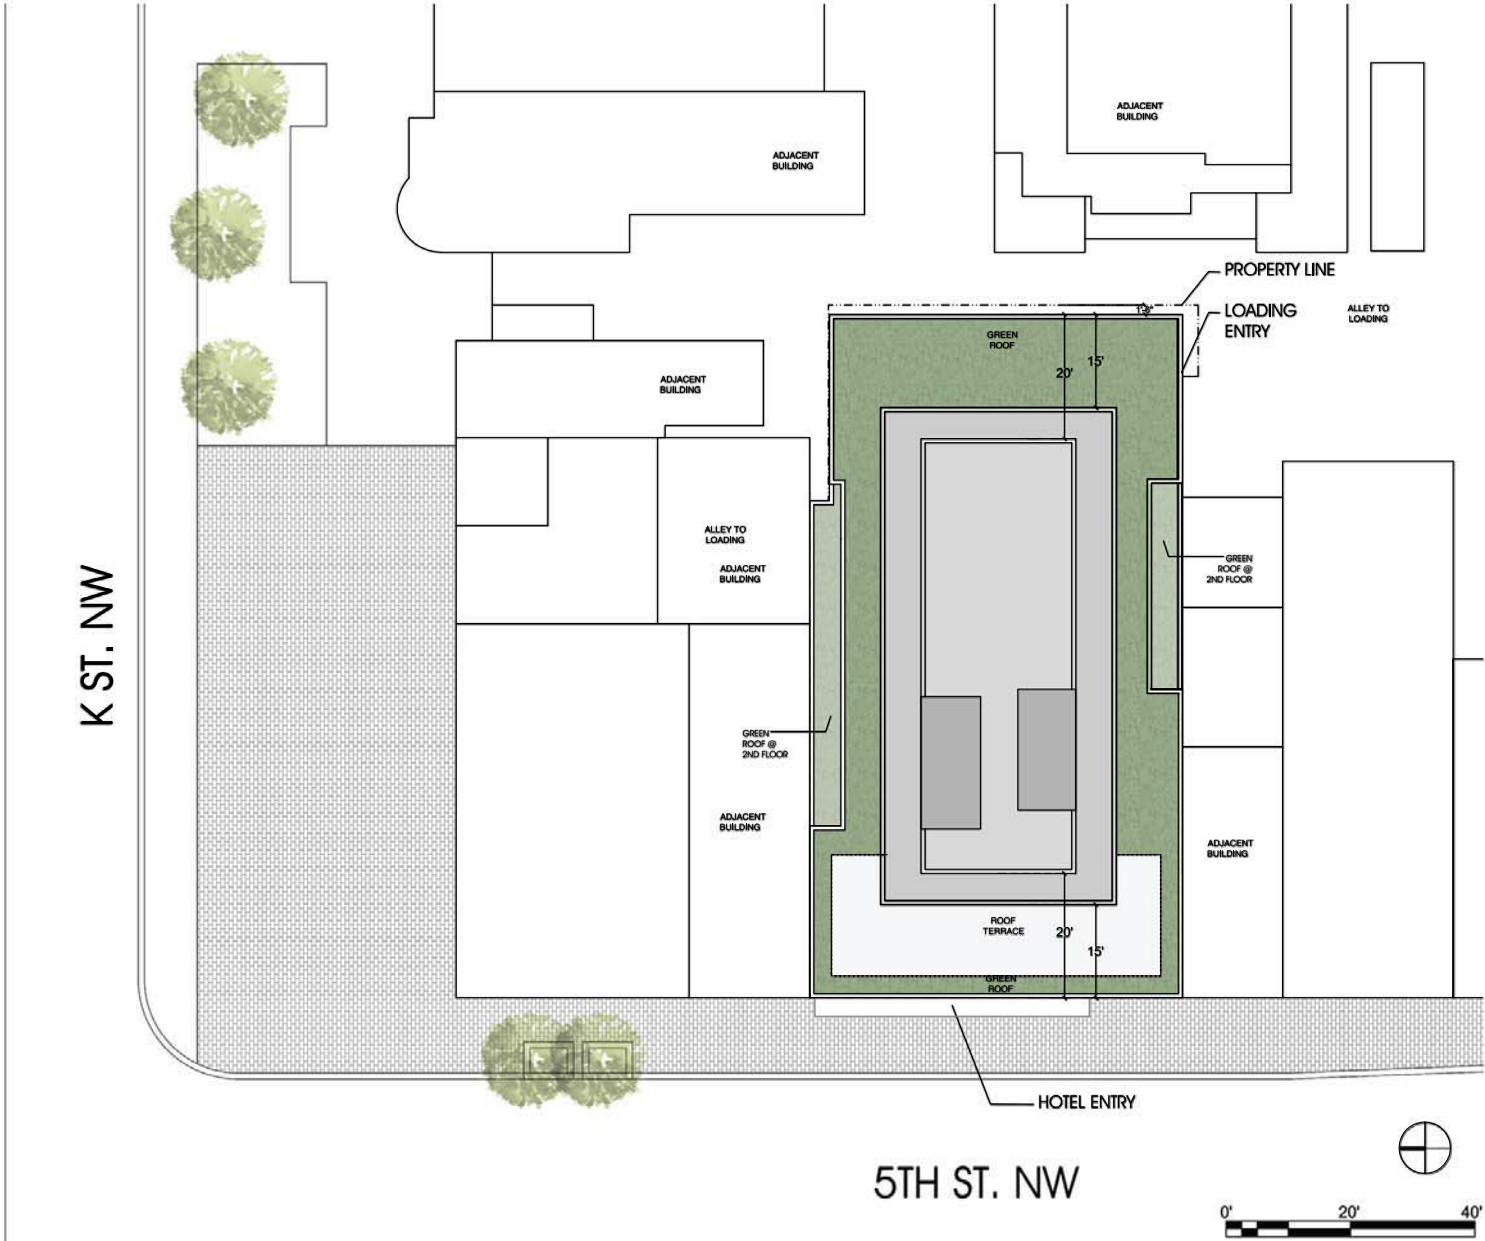 ADJACENT
BUILDING
ADJACENT
BUILDING
PROPERTY LINE
LOADING
ENTRY
ALLEY TO
LOADING
GREEN
ROOF
15'
20'
ADJACENT
BUILDING
ALLEY TO
LOADING
ADJACENT
BUILDING
GREEN
ROOF @
2ND FLOOR
K ST. NW
GREEN
ROOF @
2ND FLOOR
ADJACENT
BUILDING
ADJACENT
BUILDING
ROOF
TERRACE
20'
15'
GREEN
ROOF
HOTEL ENTRY
5TH ST. NW
0' 20' 40'